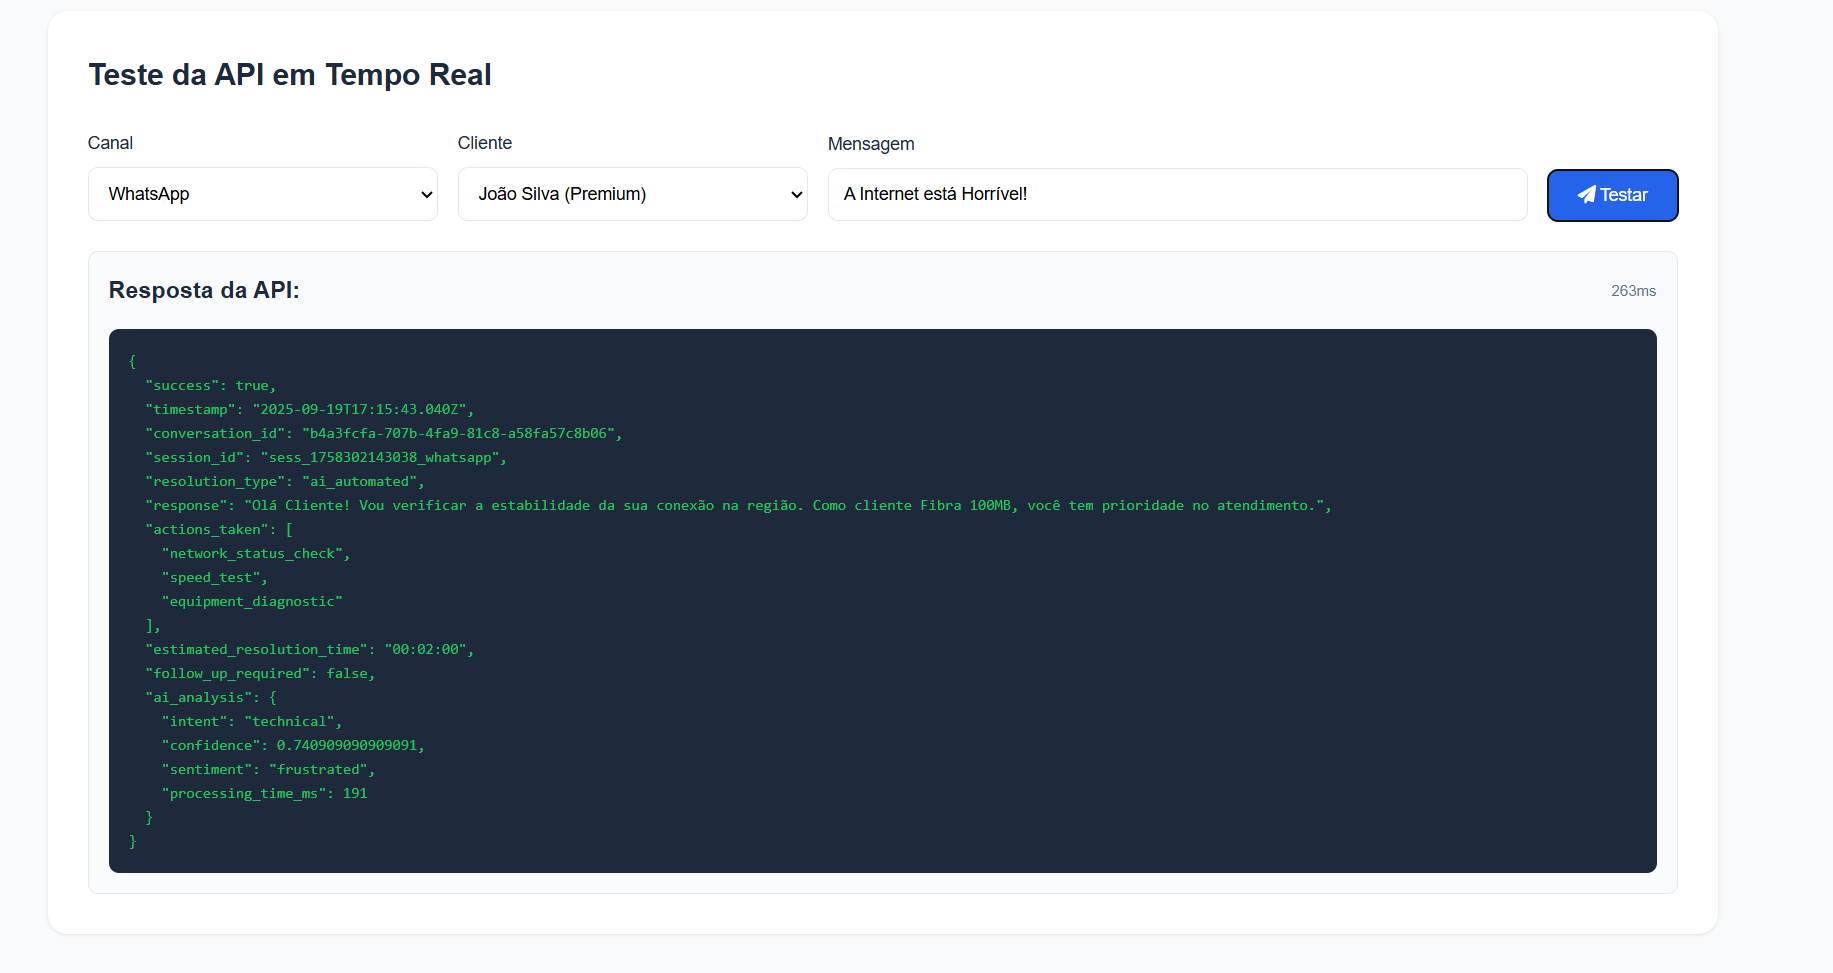 Teste da API em Tempo Real
Canal
Cliente
Mensagem
WhatsApp
João Silva (Premium)
A Internet está Horrível!
Testar
Resposta da API:
263ms
{
"success": true,
"timestamp": "2025-09-19T17:15:43.040Z",
"conversation_id": "b4a3fcfa-707b-4fa9-81c8-a58fa57c8b06",
"session_id": "sess_1758302143038_whatsapp",
"resolution_type": "ai_automated",
"response": "Olá Cliente! Vou verificar a estabilidade da sua conexão na região. Como cliente Fibra 100MB, você tem prioridade no atendimento.",
"actions_taken": [
"network_status_check",
"speed_test",
"equipment_diagnostic"
],
"estimated_resolution_time": "00:02:00",
"follow_up_required": false,
"ai_analysis": {
"intent": "technical",
"confidence": 0.740909090909091,
"sentiment": "frustrated",
"processing_time_ms": 191
}
}